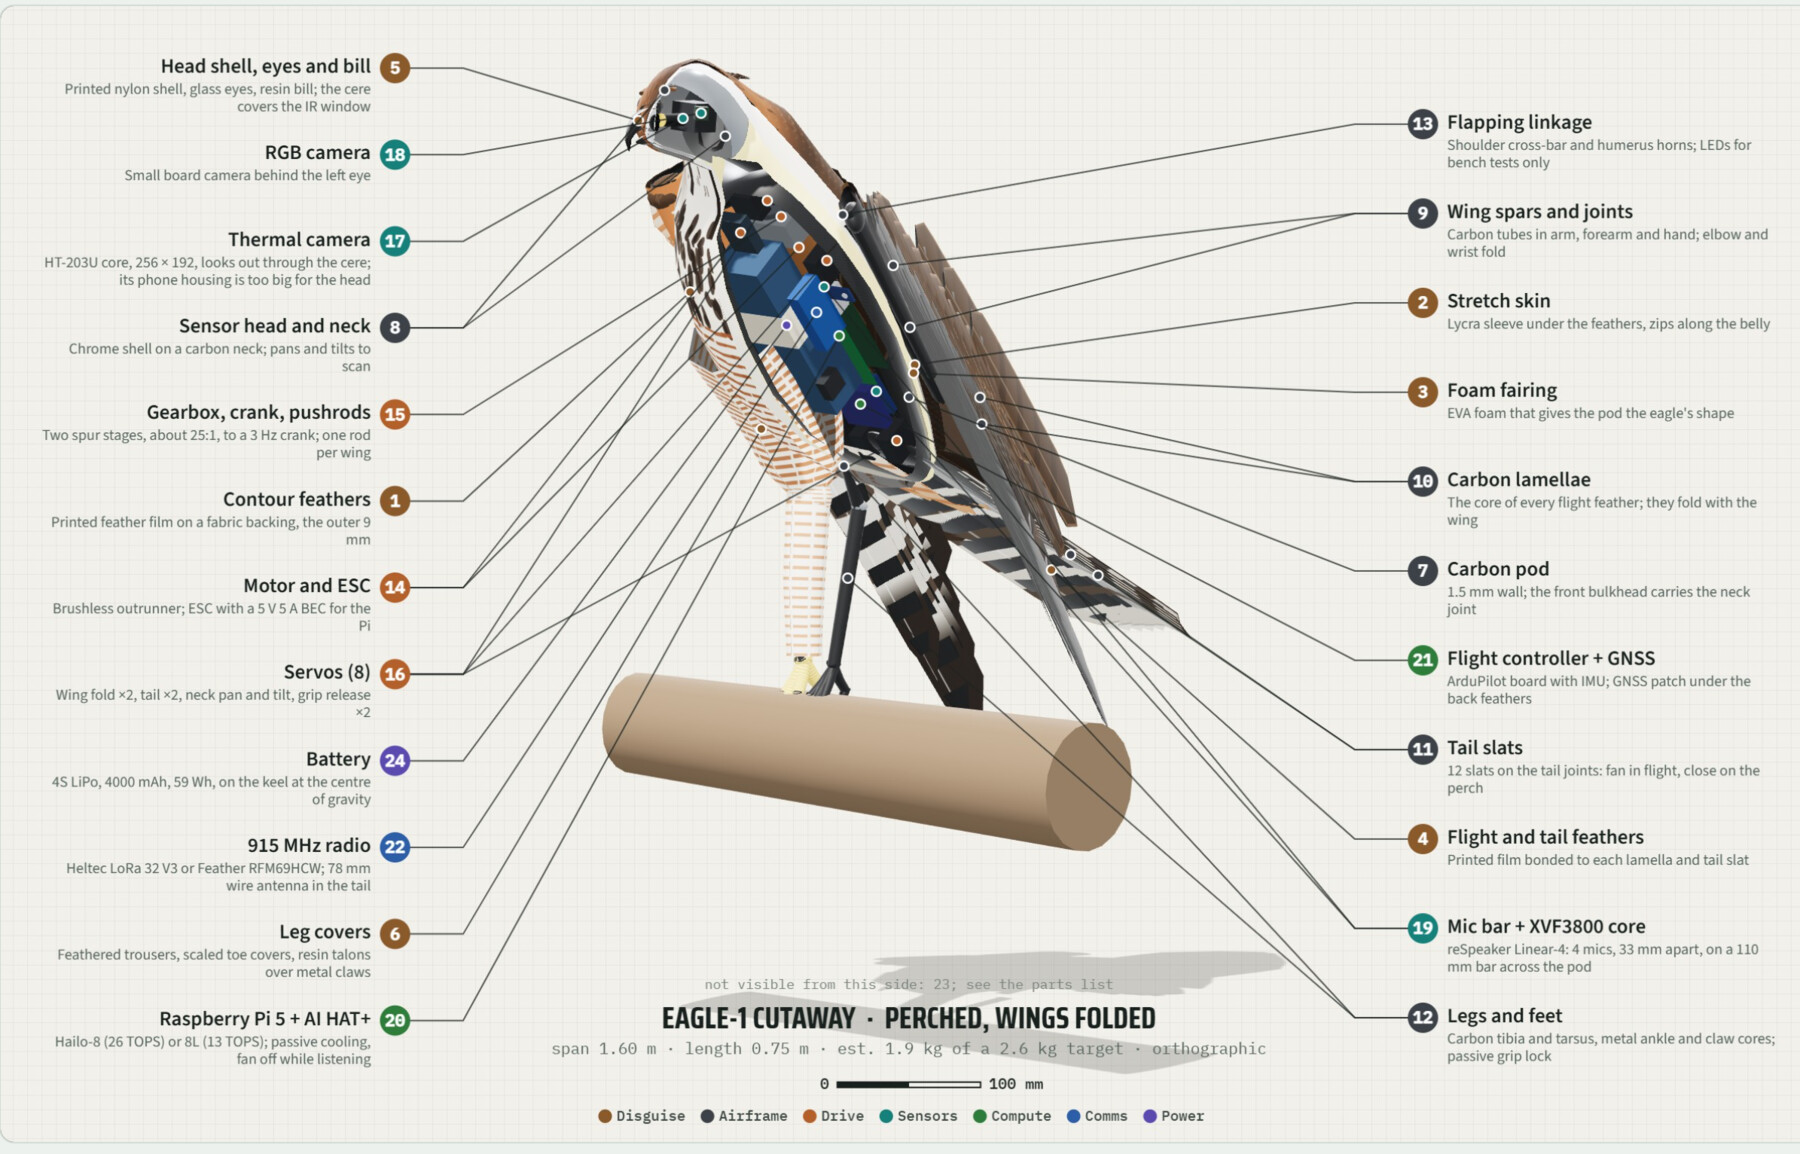 5
Head shell, eyes and bill
Printed nylon shell, glass eyes, resin bill; the cere
covers the IR window
18
RGB camera
Small board camera behind the left eye
17
Thermal camera
HT-203U core, 256 × 192, looks out through the cere;
its phone housing is too big for the head
8
Sensor head and neck
Chrome shell on a carbon neck; pans and tilts to
scan
15
Gearbox, crank, pushrods
Two spur stages, about 25:1, to a 3 Hz crank; one rod
per wing
1
Contour feathers
Printed feather film on a fabric backing, the outer 9
mm
14
Motor and ESC
Brushless outrunner; ESC with a 5 V 5 A BEC for the
Pi
16
Servos (8)
Wing fold ×2, tail ×2, neck pan and tilt, grip release
×2
24
Battery
4S LiPo, 4000 mAh, 59 Wh, on the keel at the centre
of gravity
22
915 MHz radio
Heltec LoRa 32 V3 or Feather RFM69HCW; 78 mm
wire antenna in the tail
6
Leg covers
Feathered trousers, scaled toe covers, resin talons
over metal claws
20
Raspberry Pi 5 + AI HAT+
Hailo-8 (26 TOPS) or 8L (13 TOPS); passive cooling,
fan off while listening
13
Flapping linkage
Shoulder cross-bar and humerus horns; LEDs for
bench tests only
9
Wing spars and joints
Carbon tubes in arm, forearm and hand; elbow and
wrist fold
2
Stretch skin
Lycra sleeve under the feathers, zips along the belly
3
Foam fairing
EVA foam that gives the pod the eagle's shape
10
Carbon lamellae
The core of every flight feather; they fold with the
wing
7
Carbon pod
1.5 mm wall; the front bulkhead carries the neck
joint
21
Flight controller + GNSS
ArduPilot board with IMU; GNSS patch under the
back feathers
11
Tail slats
12 slats on the tail joints: fan in flight, close on the
perch
4
Flight and tail feathers
Printed film bonded to each lamella and tail slat
19
Mic bar + XVF3800 core
reSpeaker Linear-4: 4 mics, 33 mm apart, on a 110
mm bar across the pod
12
Legs and feet
Carbon tibia and tarsus, metal ankle and claw cores;
passive grip lock
not visible from this side: 23; see the parts list
EAGLE-1 CUTAWAY · PERCHED, WINGS FOLDED
span 1.60 m · length 0.75 m · est. 1.9 kg of a 2.6 kg target · orthographic
0 100 mm
Disguise Airframe Drive Sensors Compute Comms Power